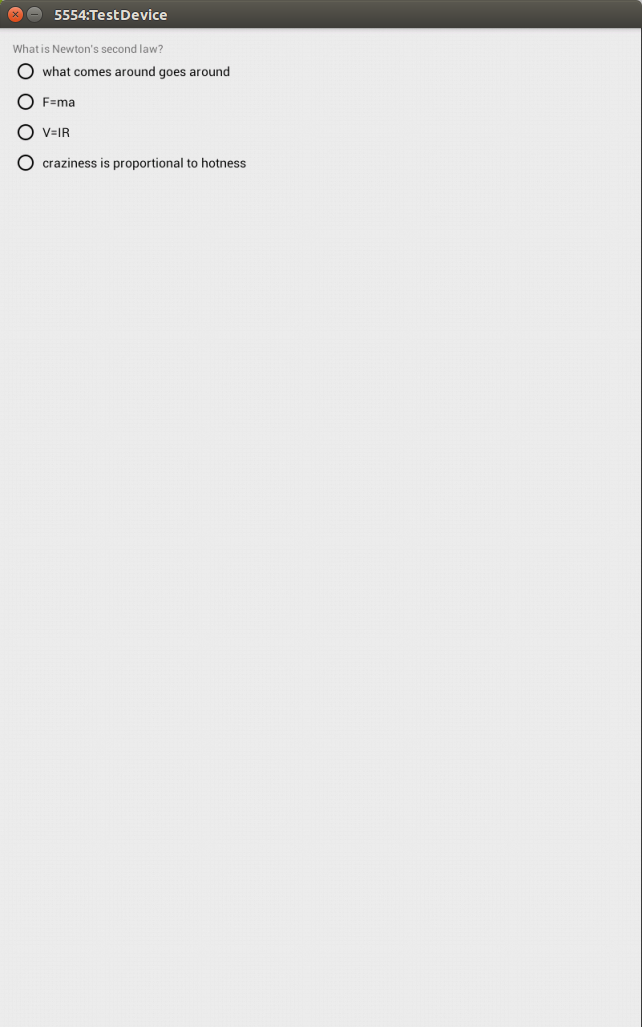 5554:TestDevice
What is Newton's second law?
what comes around goes around
F=ma
V=IR
craziness is proportional to hotness